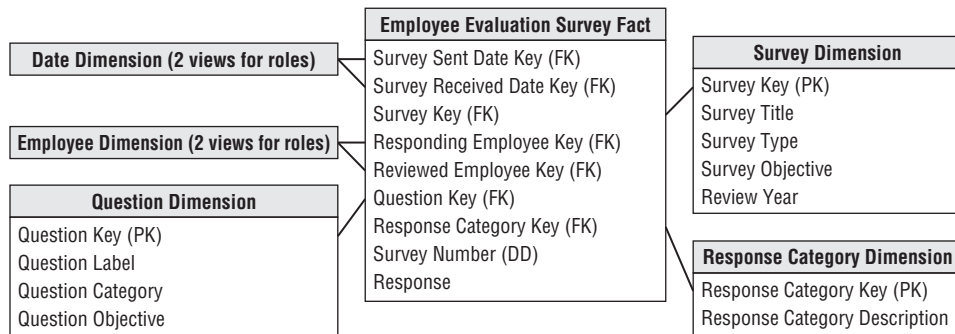 Date Dimension (2 views for roles)
Employee Dimension (2 views for roles)
Question Dimension
Question Key (PK)
Question Label
Question Category
Question Objective
Employee Evaluation Survey Fact
Survey Sent Date Key (FK)
Survey Received Date Key (FK)
Survey Key (FK)
Responding Employee Key (FK)
Reviewed Employee Key (FK)
Question Key (FK)
Response Category Key (FK)
Survey Number (DD)
Response
Survey Dimension
Survey Key (PK)
Survey Title
Survey Type
Survey Objective
Review Year
Response Category Dimension
Response Category Key (PK)
Response Category Description